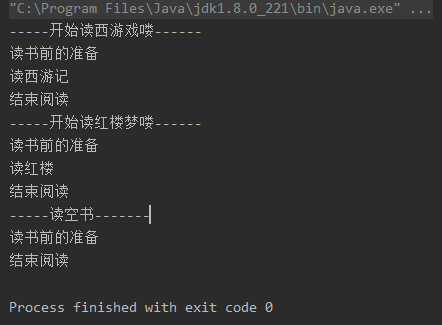 "C:\Program Files\Java\jdk1.8.0_221\bin\java.exe" ...
-----开始读西游戏喽------
读书前的准备
读西游记
结束阅读
-----开始读红楼梦喽------
读书前的准备
读红楼
结束阅读
-----读空书-------
读书前的准备
结束阅读
Process finished with exit code 0